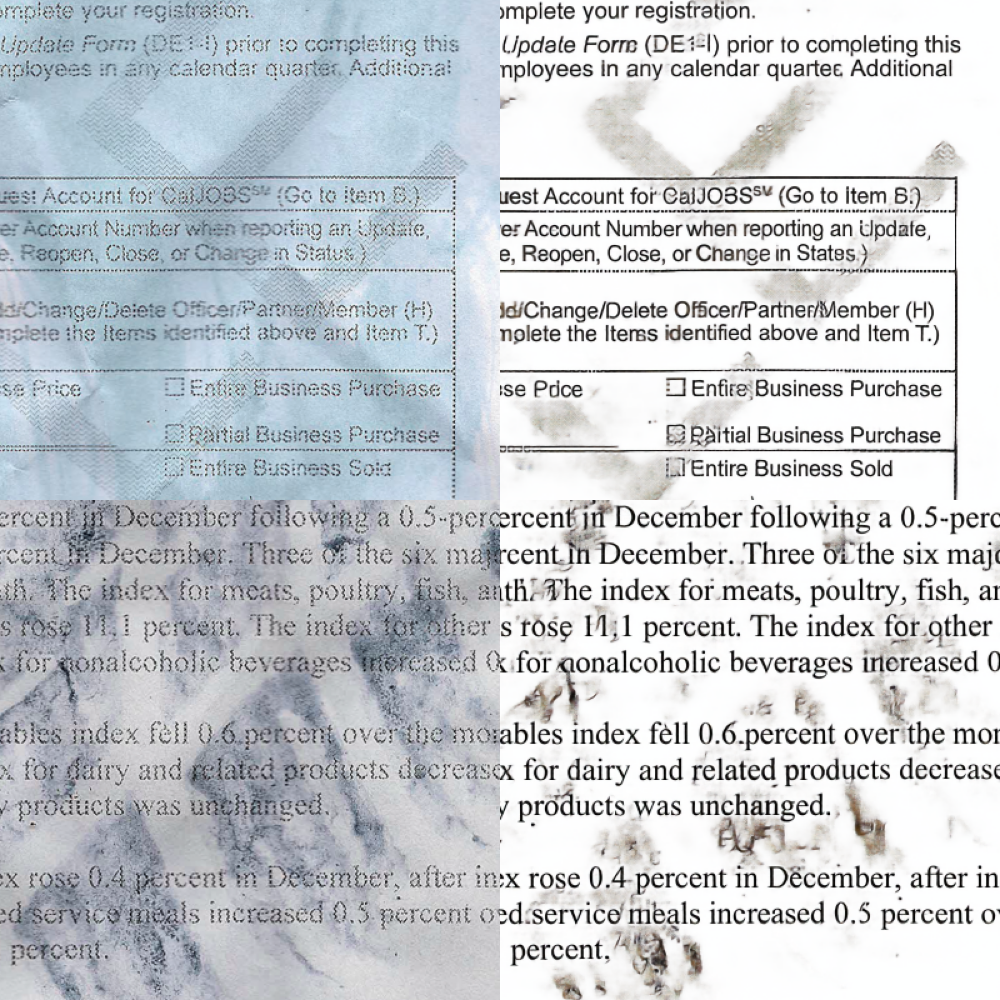 omplete your registration.
Update Form (DE1-I) prior to completing this
mployees in any calendar quarter. Additional
uest Account for CalJOBS℠ (Go to Item B.)
er Account Number when reporting an Update,
e, Reopen, Close, or Change in Status.)
dd/Change/Delete Officer/Partner/Member (H)
mplete the Items identified above and Item T.)
se Price ☐ Entire Business Purchase
☐ Partial Business Purchase
☐ Entire Business Sold
omplete your registration.
Update Form (DE1-I) prior to completing this
mployees in any calendar quarter. Additional
uest Account for CalJOBS℠ (Go to Item B.)
er Account Number when reporting an Update,
e, Reopen, Close, or Change in States.)
dd/Change/Delete Officer/Partner/Member (H)
mplete the Items identified above and Item T.)
se Price ☐ Entire Business Purchase
☐ Partial Business Purchase
☐ Entire Business Sold
ercent in December following a 0.5-perc
rcent in December. Three of the six maj
th. The index for meats, poultry, fish, a
s rose 11.1 percent. The index for other
x for nonalcoholic beverages increased 0
ables index fell 0.6 percent over the mo
x for dairy and related products decreas
y products was unchanged.
ex rose 0.4 percent in December, after in
ed service meals increased 0.5 percent o
percent.
ercent in December following a 0.5-perc
rcent in December. Three of the six majo
nth. The index for meats, poultry, fish, an
s rose 11.1 percent. The index for other
x for nonalcoholic beverages increased 0
ables index fell 0.6 percent over the mon
x for dairy and related products decrease
y products was unchanged.
ex rose 0.4 percent in December, after in
ed service meals increased 0.5 percent ov
percent.